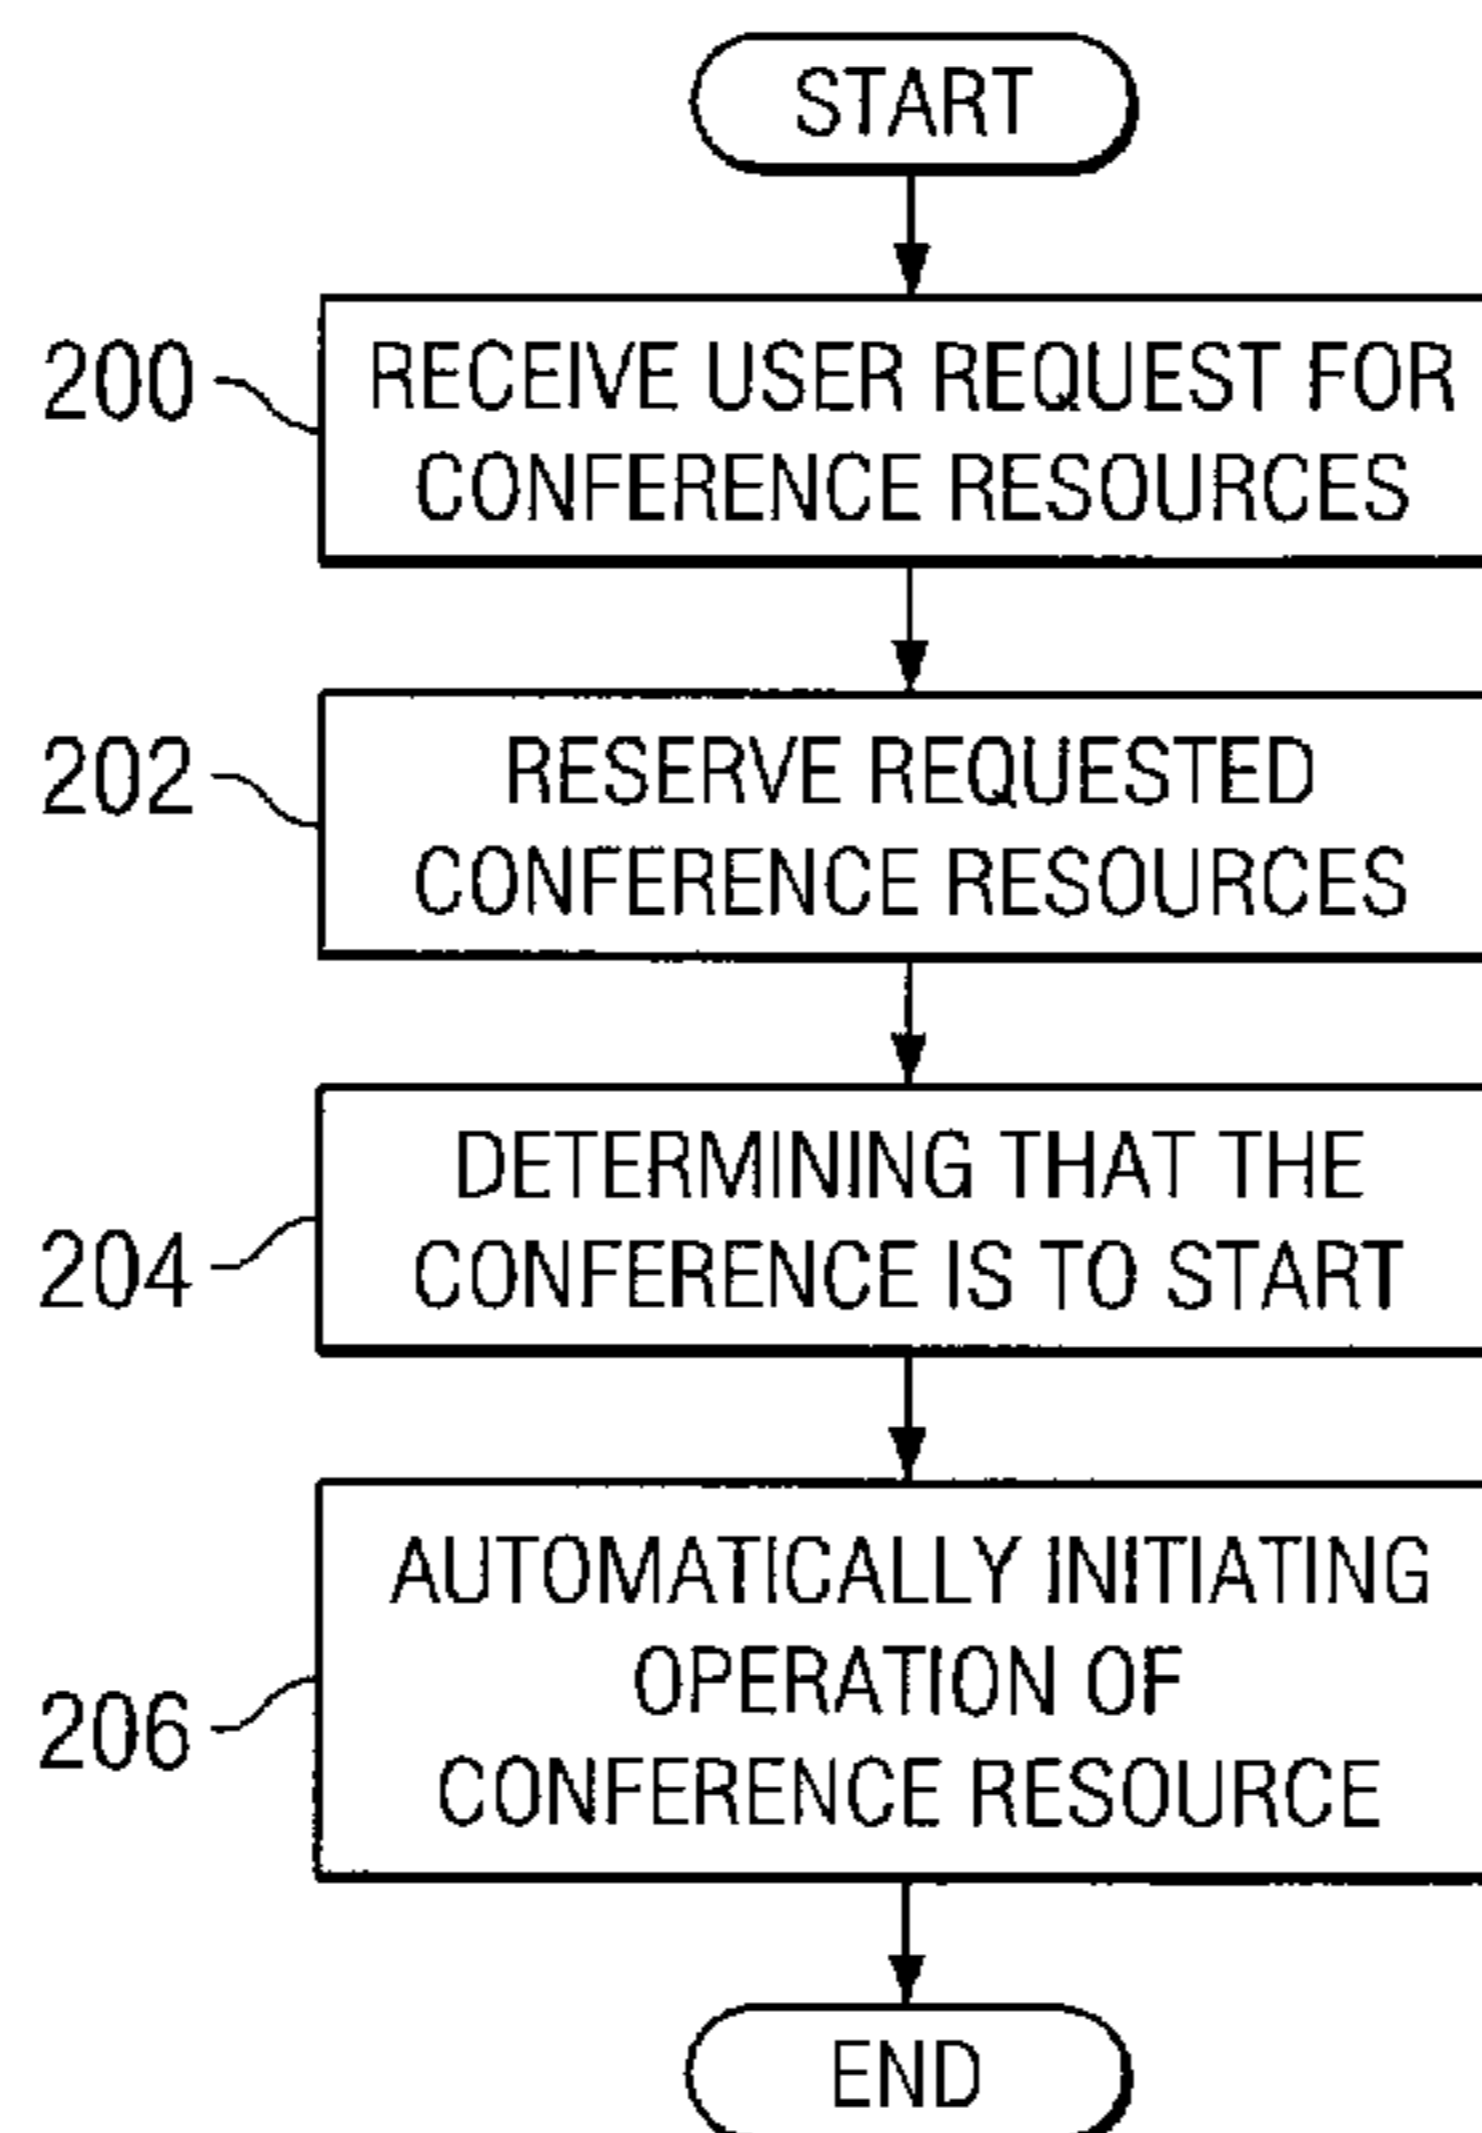 START
200
RECEIVE USER REQUEST FOR
CONFERENCE RESOURCES
202
RESERVE REQUESTED
CONFERENCE RESOURCES
204
DETERMINING THAT THE
CONFERENCE IS TO START
206
AUTOMATICALLY INITIATING
OPERATION OF
CONFERENCE RESOURCE
END